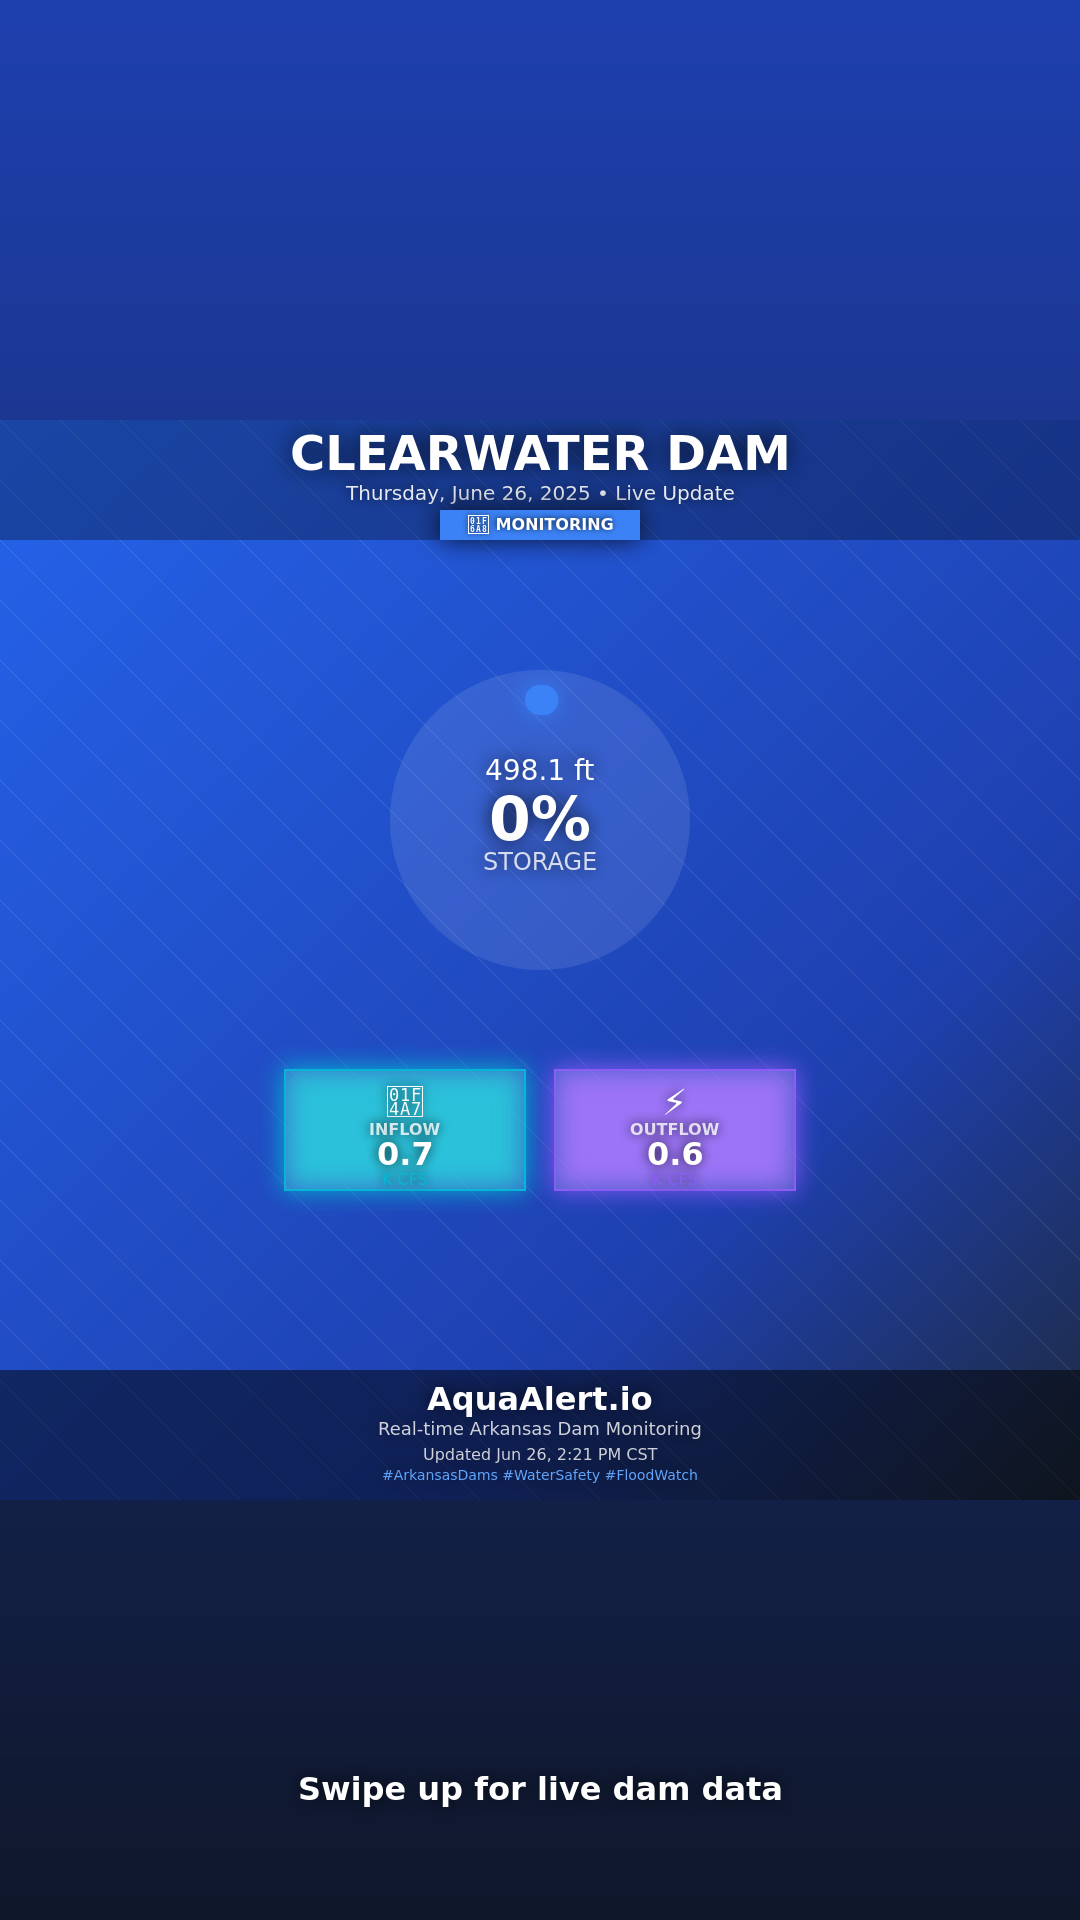 CLEARWATER DAM
Thursday, June 26, 2025 • Live Update
MONITORING
498.1 ft
0%
STORAGE
INFLOW
0.7
K CFS
⚡
OUTFLOW
0.6
K CFS
AquaAlert.io
Real-time Arkansas Dam Monitoring
Updated Jun 26, 2:21 PM CST
#ArkansasDams #WaterSafety #FloodWatch
Swipe up for live dam data